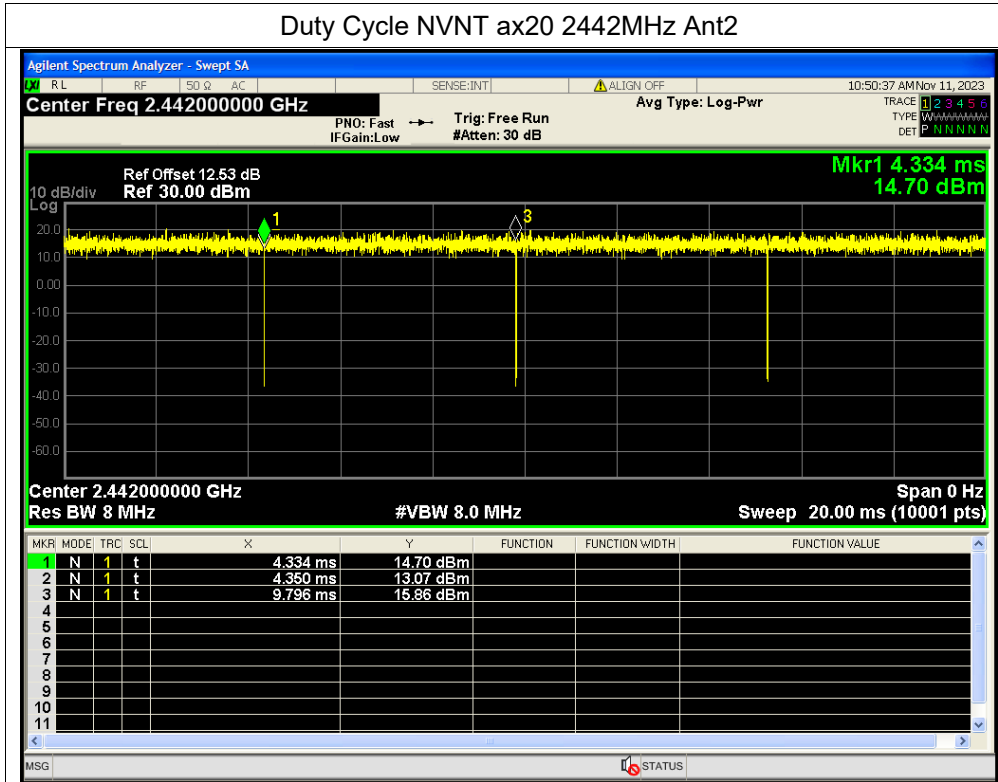 Duty Cycle NVNT ax20 2442MHz Ant2
Agilent Spectrum Analyzer - Swept SA
LXI RL RF 50 Ω AC SENSE:INT ALIGN OFF 10:50:37 AM Nov 11, 2023
Center Freq 2.442000000 GHz Avg Type: Log-Pwr TRACE 1 2 3 4 5 6
PNO: Fast Trig: Free Run TYPE WWWWWW
IFGain:Low #Atten: 30 dB DET P N N N N N
Mkr1 4.334 ms
Ref Offset 12.53 dB
10 dB/div Ref 30.00 dBm 14.70 dBm
Log
1 3
20.0
10.0
0.00
-10.0
-20.0
-30.0
-40.0
-50.0
-60.0
Center 2.442000000 GHz Span 0 Hz
Res BW 8 MHz #VBW 8.0 MHz Sweep 20.00 ms (10001 pts)
MKR MODE TRC SCL X Y FUNCTION FUNCTION WIDTH FUNCTION VALUE
1 N 1 t 4.334 ms 14.70 dBm
2 N 1 t 4.350 ms 13.07 dBm
3 N 1 t 9.796 ms 15.86 dBm
4
5
6
7
8
9
10
11
MSG STATUS